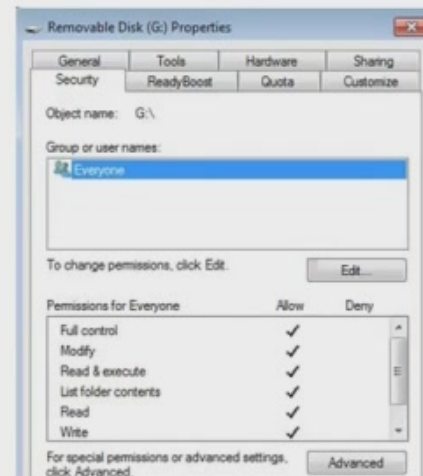 Removable Disk (G:) Properties
General Tools Hardware Sharing
Security ReadyBoost Quota Customize
Object name: G:\
Group or user names:
Everyone
To change permissions, click Edit.
Edit...
Permissions for Everyone Allow Deny
Full control
Modify
Read & execute
List folder contents
Read
Write
For special permissions or advanced settings,
click Advanced.
Advanced